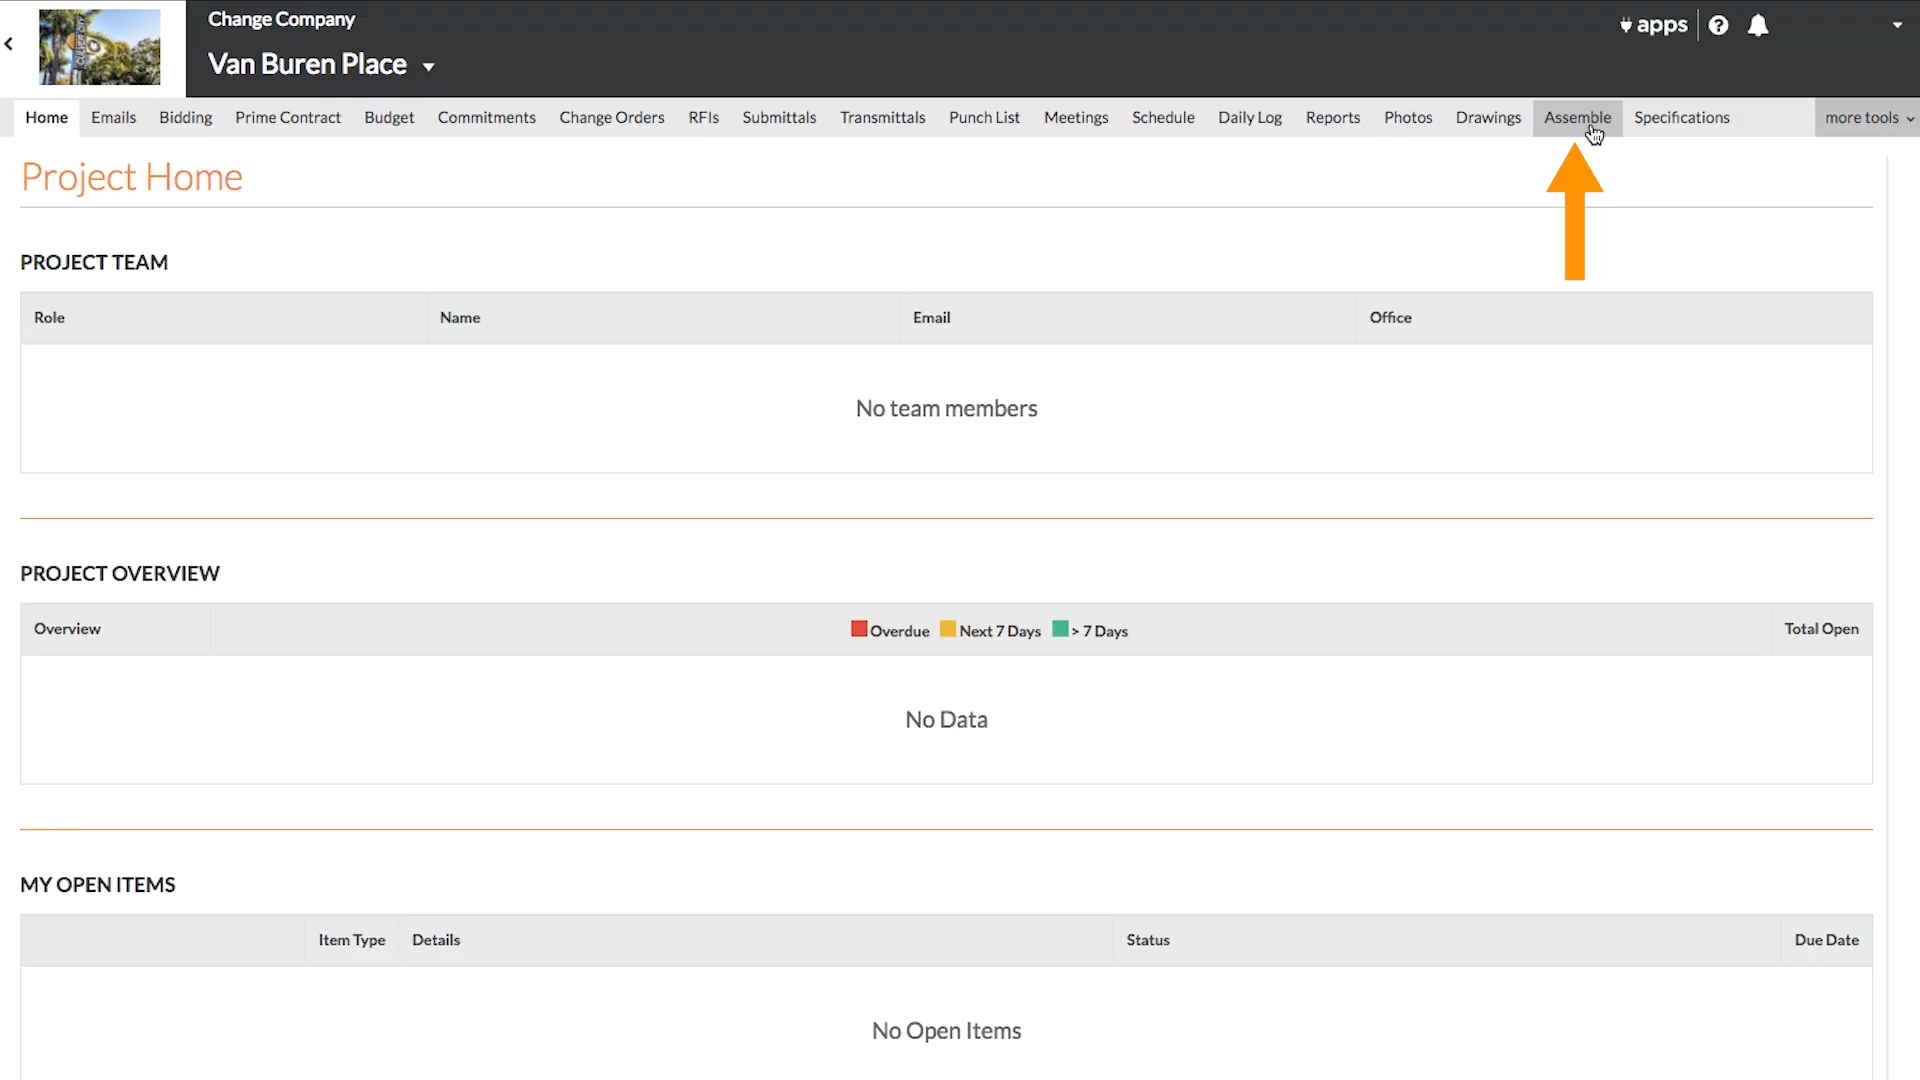 Change Company
apps
Van Buren Place
Home Emails Bidding Prime Contract Budget Commitments Change Orders RFIs Submittals Transmittals Punch List Meetings Schedule Daily Log Reports Photos Drawings Assemble Specifications more tools
Project Home
PROJECT TEAM
Role Name Email Office
No team members
PROJECT OVERVIEW
Overview Overdue Next 7 Days > 7 Days Total Open
No Data
MY OPEN ITEMS
Item Type Details Status Due Date
No Open Items